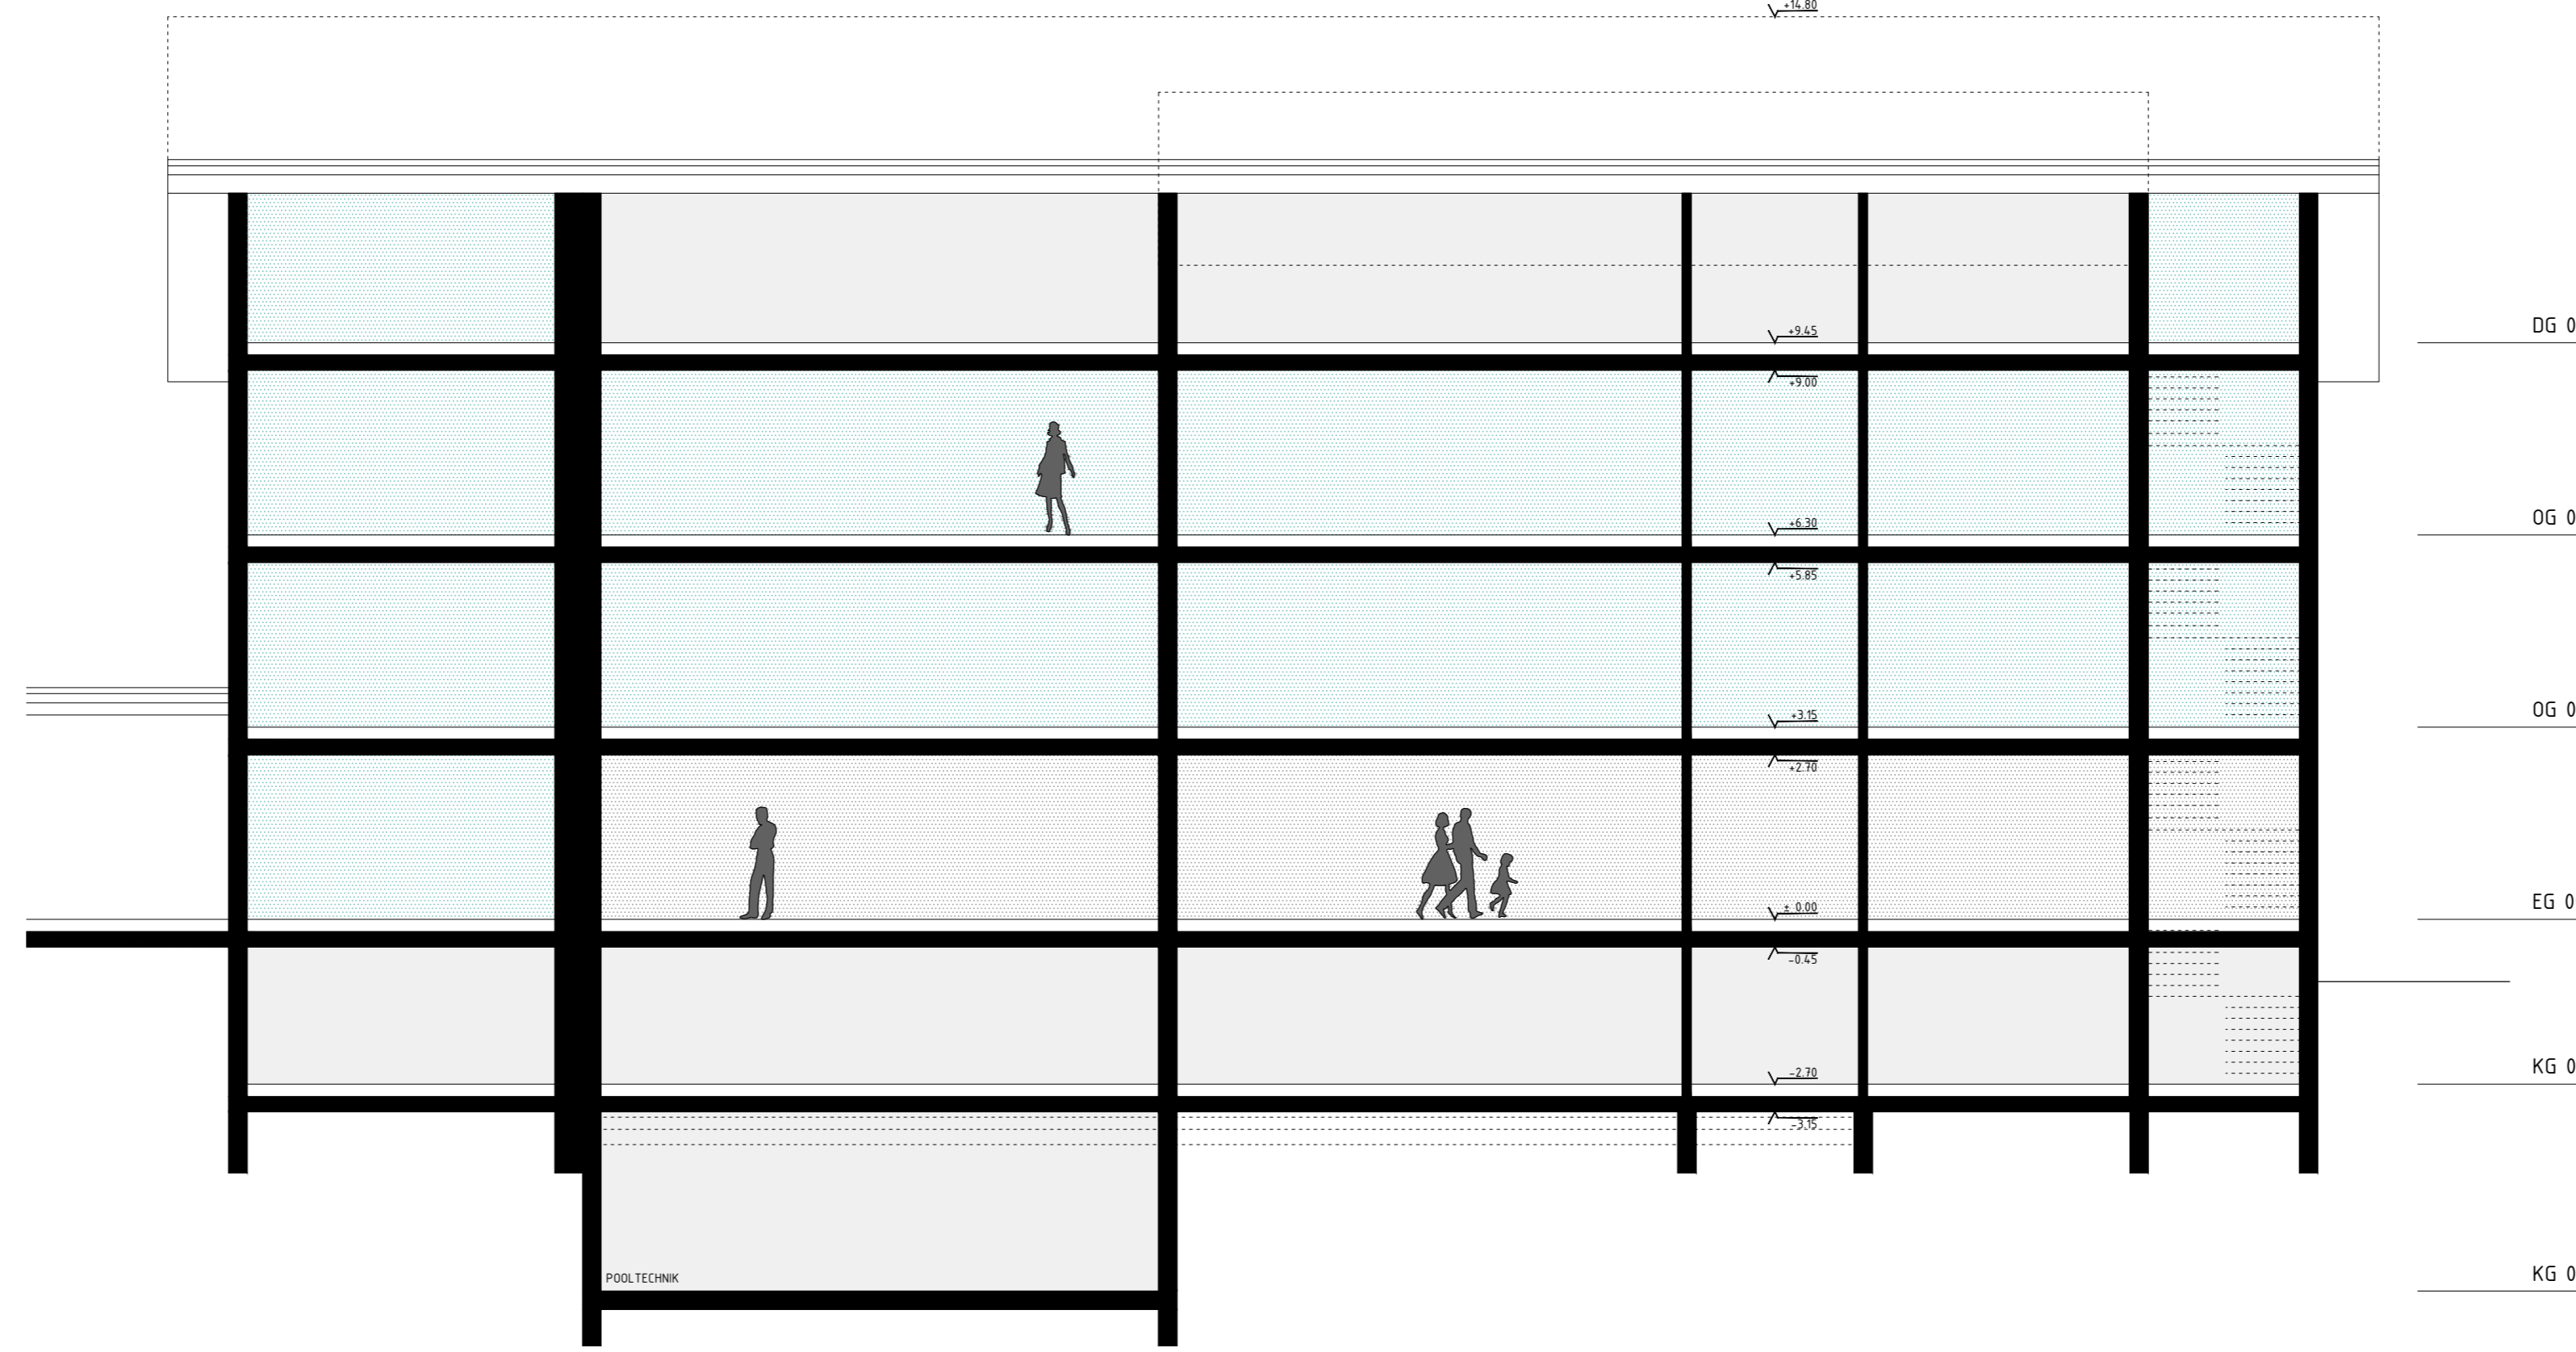 +14.80
+9.45
DG 0
+9.00
+6.30
OG 0
+5.85
+3.15
OG 0
+2.70
± 0.00
EG 0
-0.45
-2.70
KG 0
-3.15
POOLTECHNIK
KG 0